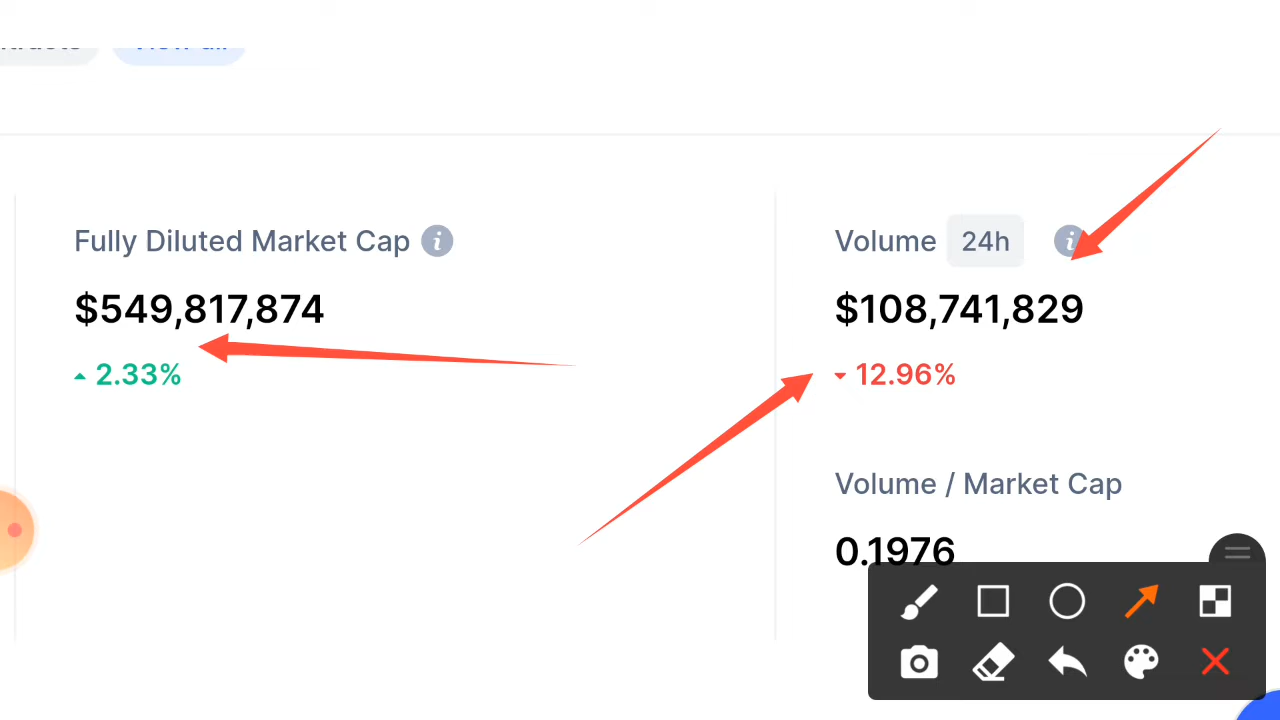 Fully Diluted Market Cap
$549,817,874
2.33%
Volume 24h
$108,741,829
12.96%
Volume / Market Cap
0.1976